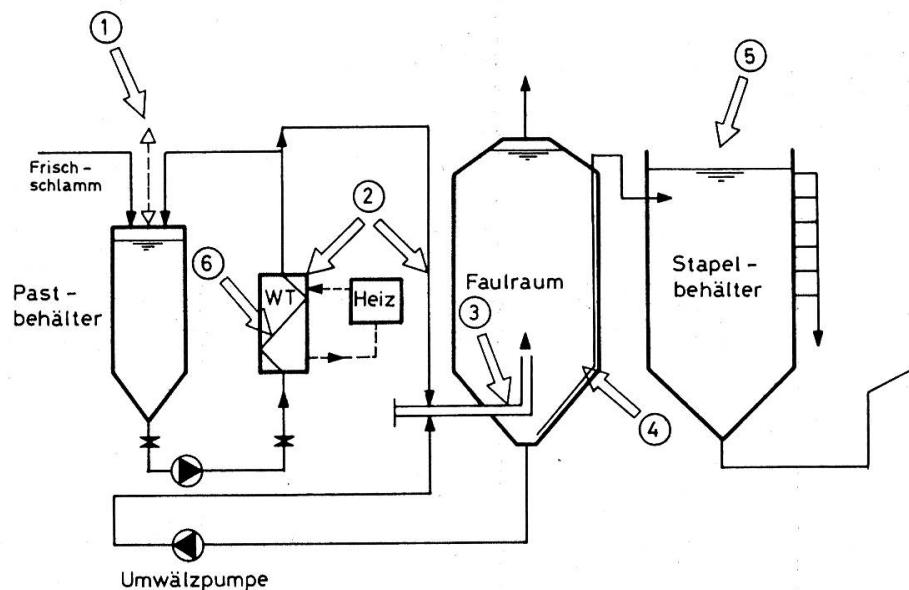 1
5
Frisch-
schlamm
2
6
WT
Heiz
Past-
behälter
Faulraum
3
Stapel-
behälter
4
Umwälzpumpe